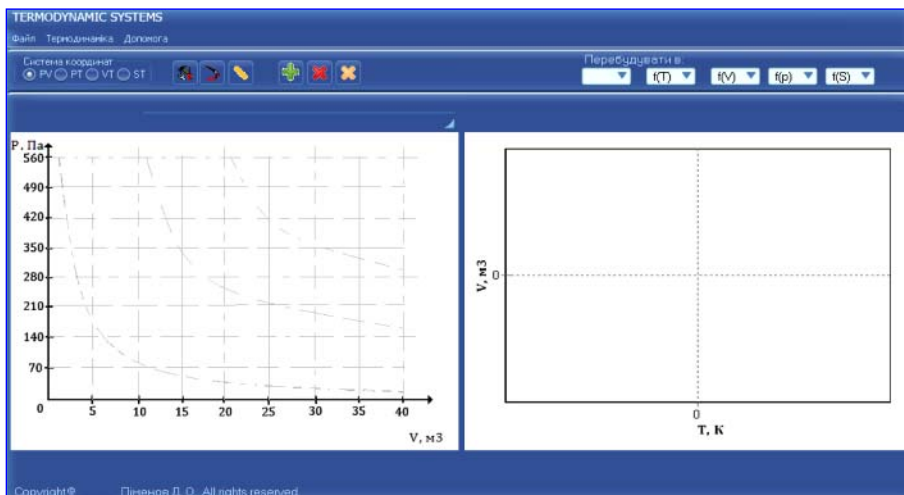 TERMODYNAMIC SYSTEMS
Файл Термодинаміка Допомога
Система координат
PV PT VT ST
Перебудувати в:
f(T) f(V) f(p) f(S)
P, Па
560
490
420
350
280
210
140
70
0 5 10 15 20 25 30 35 40
V, м3
V, м3
0
0
T, K
Copyright© Піменов Д. О. All rights reserved